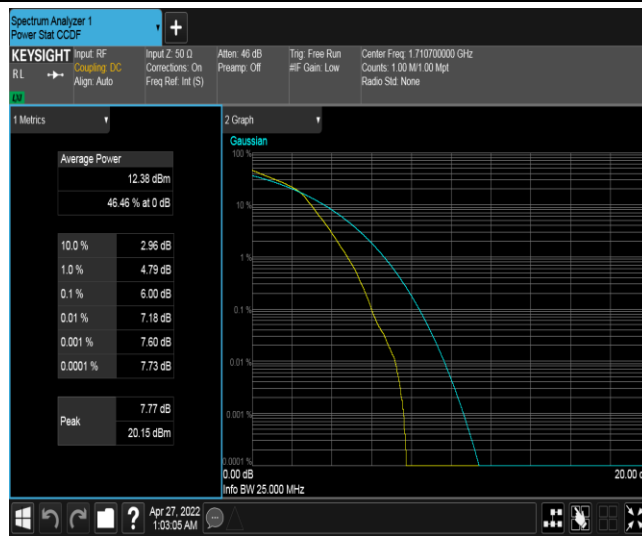 Spectrum Analyzer 1
Power Stat CCDF
+
KEYSIGHT
RL
LXI
Input: RF
Coupling: DC
Align: Auto
Input Z: 50 Ω
Corrections: On
Freq Ref: Int (S)
Atten: 46 dB
Preamp: Off
Trig: Free Run
#IF Gain: Low
Center Freq: 1.710700000 GHz
Counts: 1.00 M/1.00 Mpt
Radio Std: None
1 Metrics
Average Power
12.38 dBm
46.46 % at 0 dB
10.0 % 2.96 dB
1.0 % 4.79 dB
0.1 % 6.00 dB
0.01 % 7.18 dB
0.001 % 7.60 dB
0.0001 % 7.73 dB
Peak
7.77 dB
20.15 dBm
2 Graph
Gaussian
100 %
10 %
1 %
0.1 %
0.01 %
0.001 %
0.0001 %
0.00 dB
20.00
Info BW 25.000 MHz
?
Apr 27, 2022
1:03:05 AM